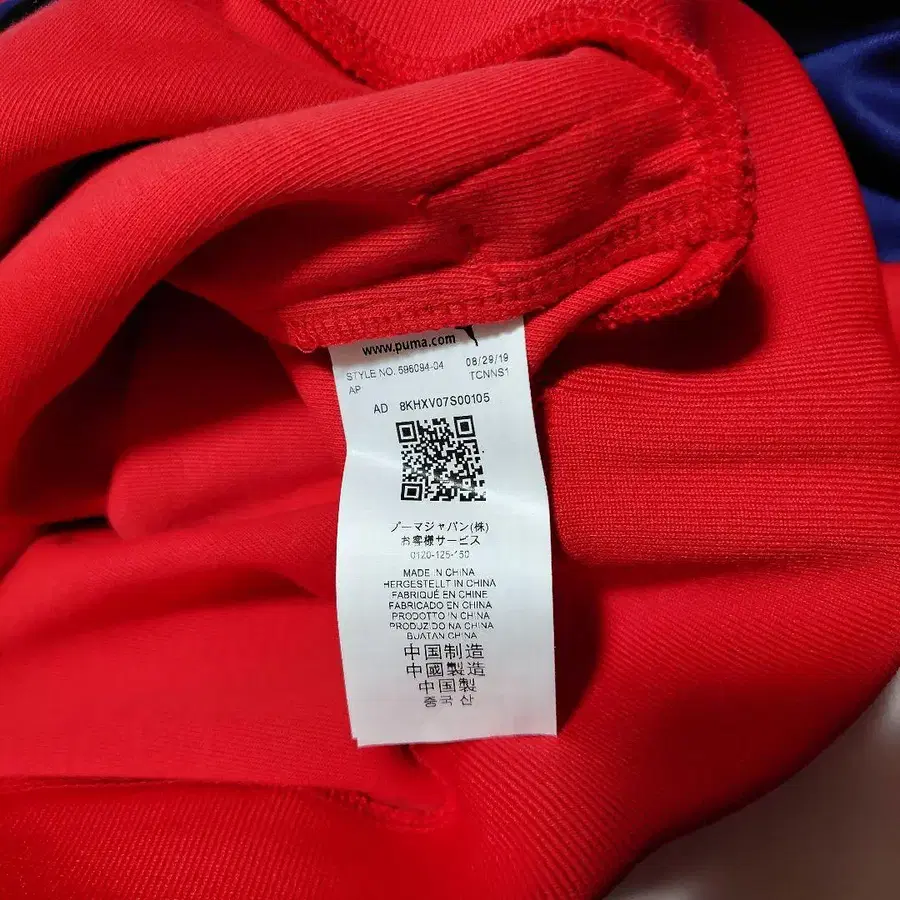 www.puma.com
STYLE NO. 596094-04 08/29/19
AP TCNNS1
AD 8KHXV07S00105
プーマジャパン(株)
お客様サービス
0120-125-150
MADE IN CHINA
HERGESTELLT IN CHINA
FABRIQUÉ EN CHINE
FABRICADO EN CHINA
PRODOTTO IN CHINA
PRODUZIDO NA CHINA
BUATAN CHINA
中国制造
中國製造
中国製
중국 산